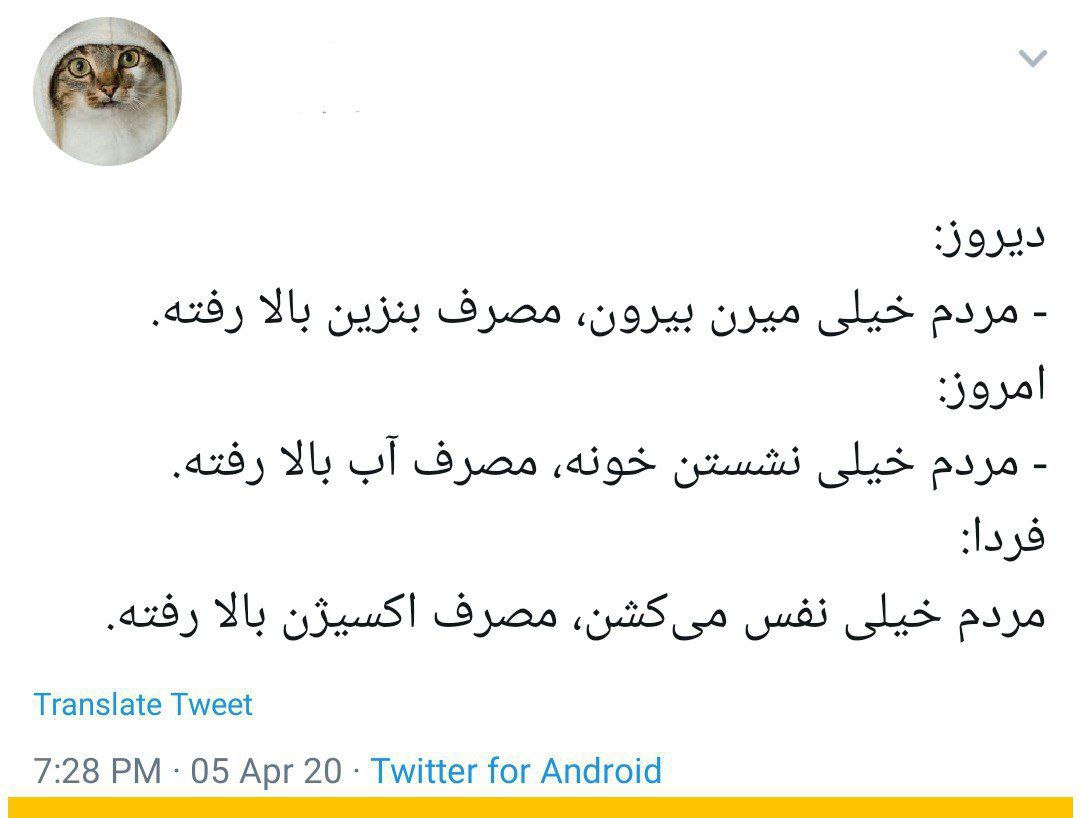 دیروز:
- مردم خیلی میرن بیرون، مصرف بنزین بالا رفته.
امروز:
- مردم خیلی نشستن خونه، مصرف آب بالا رفته.
فردا:
مردم خیلی نفس می‌کشن، مصرف اکسیژن بالا رفته.
Translate Tweet
7:28 PM · 05 Apr 20 · Twitter for Android